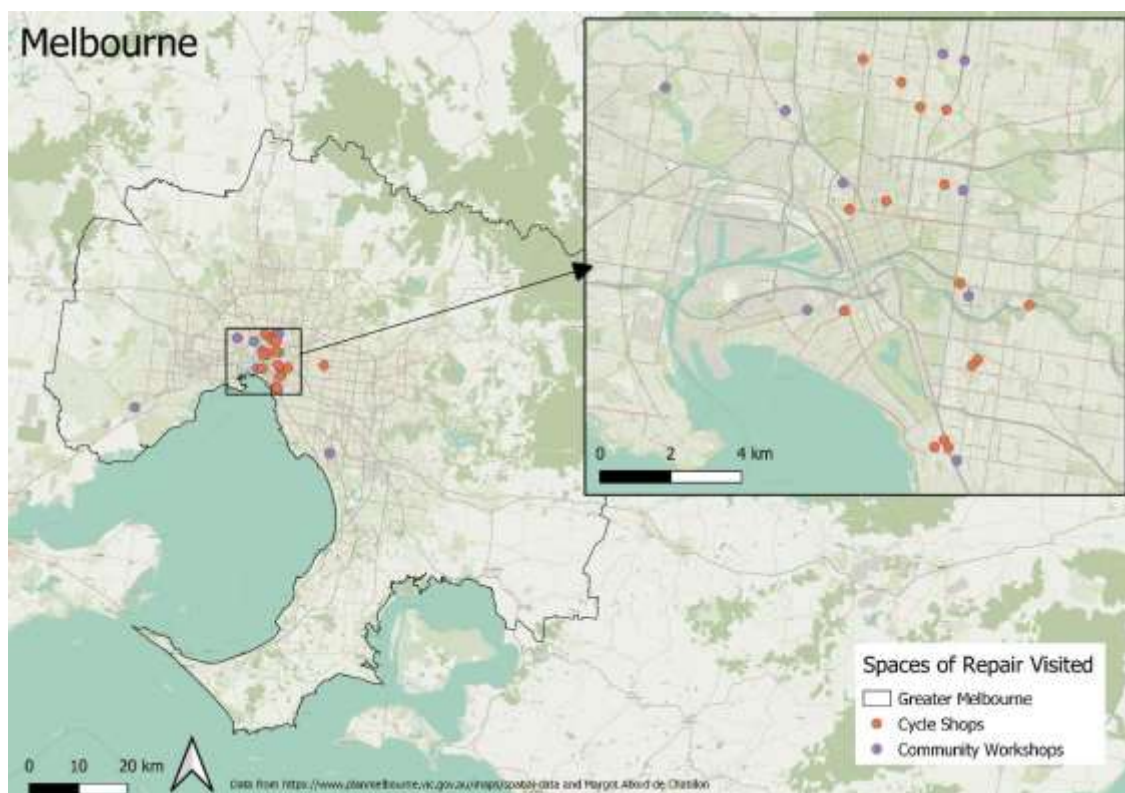 Melbourne
0 2 4 km
Spaces of Repair Visited
Greater Melbourne
Cycle Shops
Community Workshops
0 10 20 km
Data from https://www.planmelbourne.vic.gov.au/maps/spatial-data and Margot Abord de Chatillon